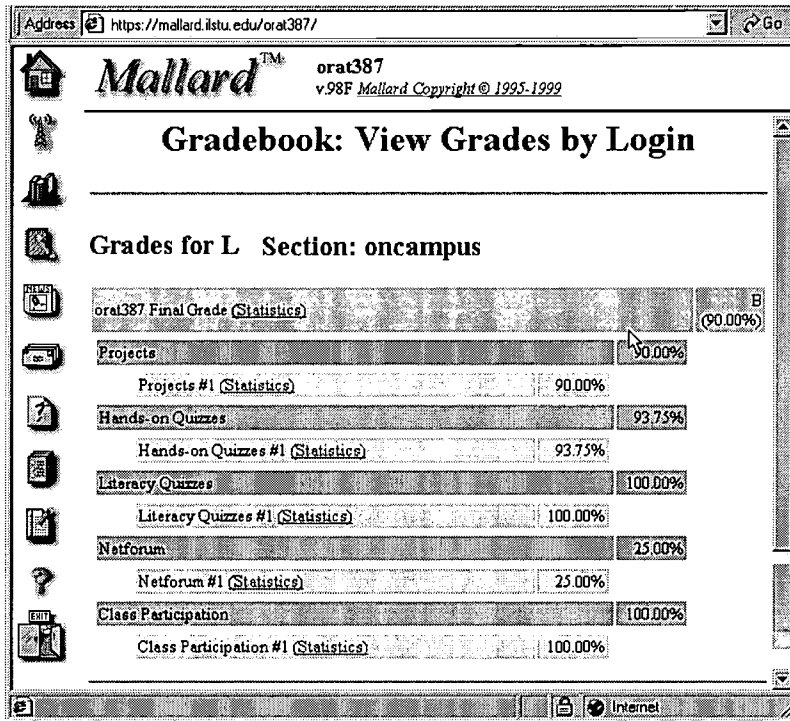 Address https://mallard.ilstu.edu/orat387/ Go
Mallard™ orat387
v.98F Mallard Copyright © 1995-1999
Gradebook: View Grades by Login
Grades for L Section: oncampus
orat387 Final Grade (Statistics) B
(90.00%)
Projects 90.00%
Projects #1 (Statistics) 90.00%
Hands-on Quizzes 93.75%
Hands-on Quizzes #1 (Statistics) 93.75%
Literacy Quizzes 100.00%
Literacy Quizzes #1 (Statistics) 100.00%
Netforum 25.00%
Netforum #1 (Statistics) 25.00%
Class Participation 100.00%
Class Participation #1 (Statistics) 100.00%
NEWS
EXIT
Internet